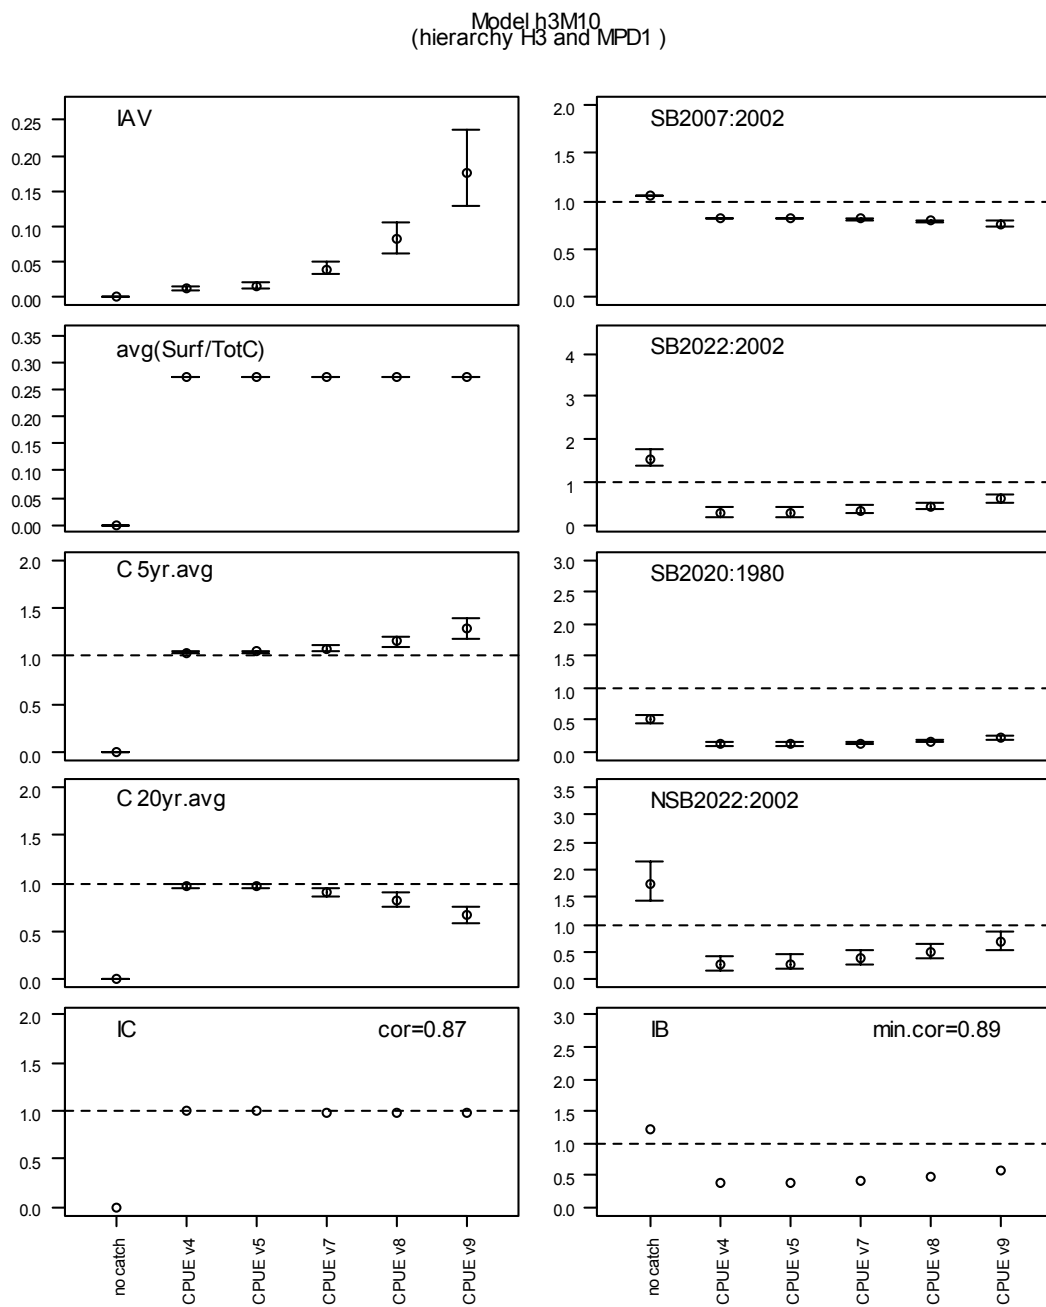 Model h3M10
(hierarchy H3 and MPD1 )
IAV
0.25
0.20
0.15
0.10
0.05
0.00
SB2007:2002
2.0
1.5
1.0
0.5
0.0
avg(Surf/TotC)
0.35
0.30
0.25
0.20
0.15
0.10
0.05
0.00
SB2022:2002
4
3
2
1
0
C 5yr.avg
2.0
1.5
1.0
0.5
0.0
SB2020:1980
3.0
2.5
2.0
1.5
1.0
0.5
0.0
C 20yr.avg
2.0
1.5
1.0
0.5
0.0
NSB2022:2002
3.5
3.0
2.5
2.0
1.5
1.0
0.5
0.0
IC cor=0.87
2.0
1.5
1.0
0.5
0.0
IB min.cor=0.89
3.0
2.5
2.0
1.5
1.0
0.5
0.0
no catch
CPUE v4
CPUE v5
CPUE v7
CPUE v8
CPUE v9
no catch
CPUE v4
CPUE v5
CPUE v7
CPUE v8
CPUE v9